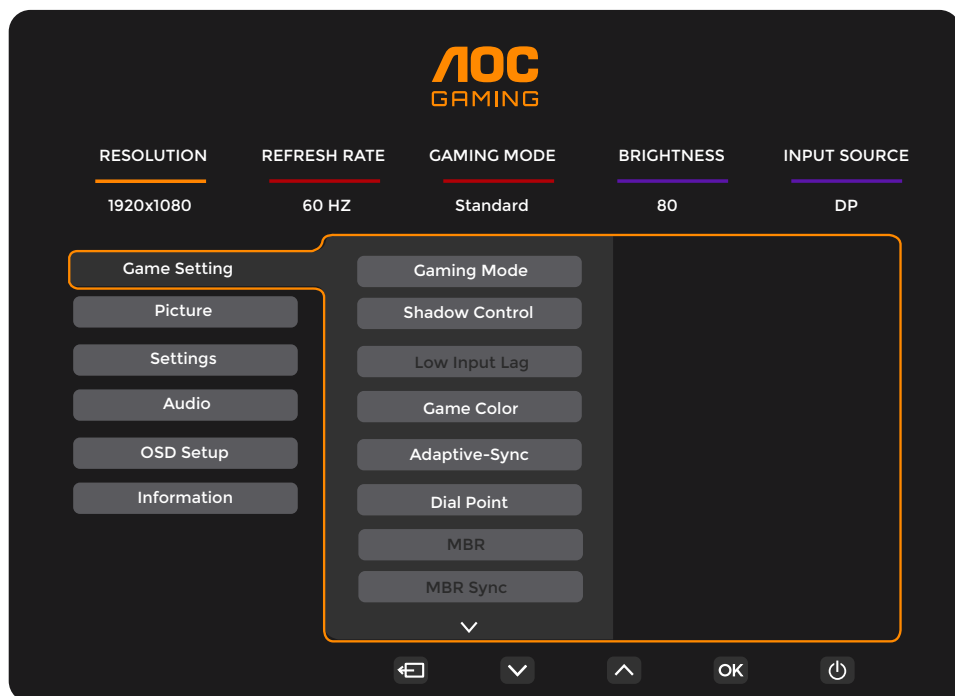 AOC
GAMING
RESOLUTION REFRESH RATE GAMING MODE BRIGHTNESS INPUT SOURCE
1920x1080 60 HZ Standard 80 DP
Game Setting
Picture
Settings
Audio
OSD Setup
Information
Gaming Mode
Shadow Control
Low Input Lag
Game Color
Adaptive-Sync
Dial Point
MBR
MBR Sync
OK